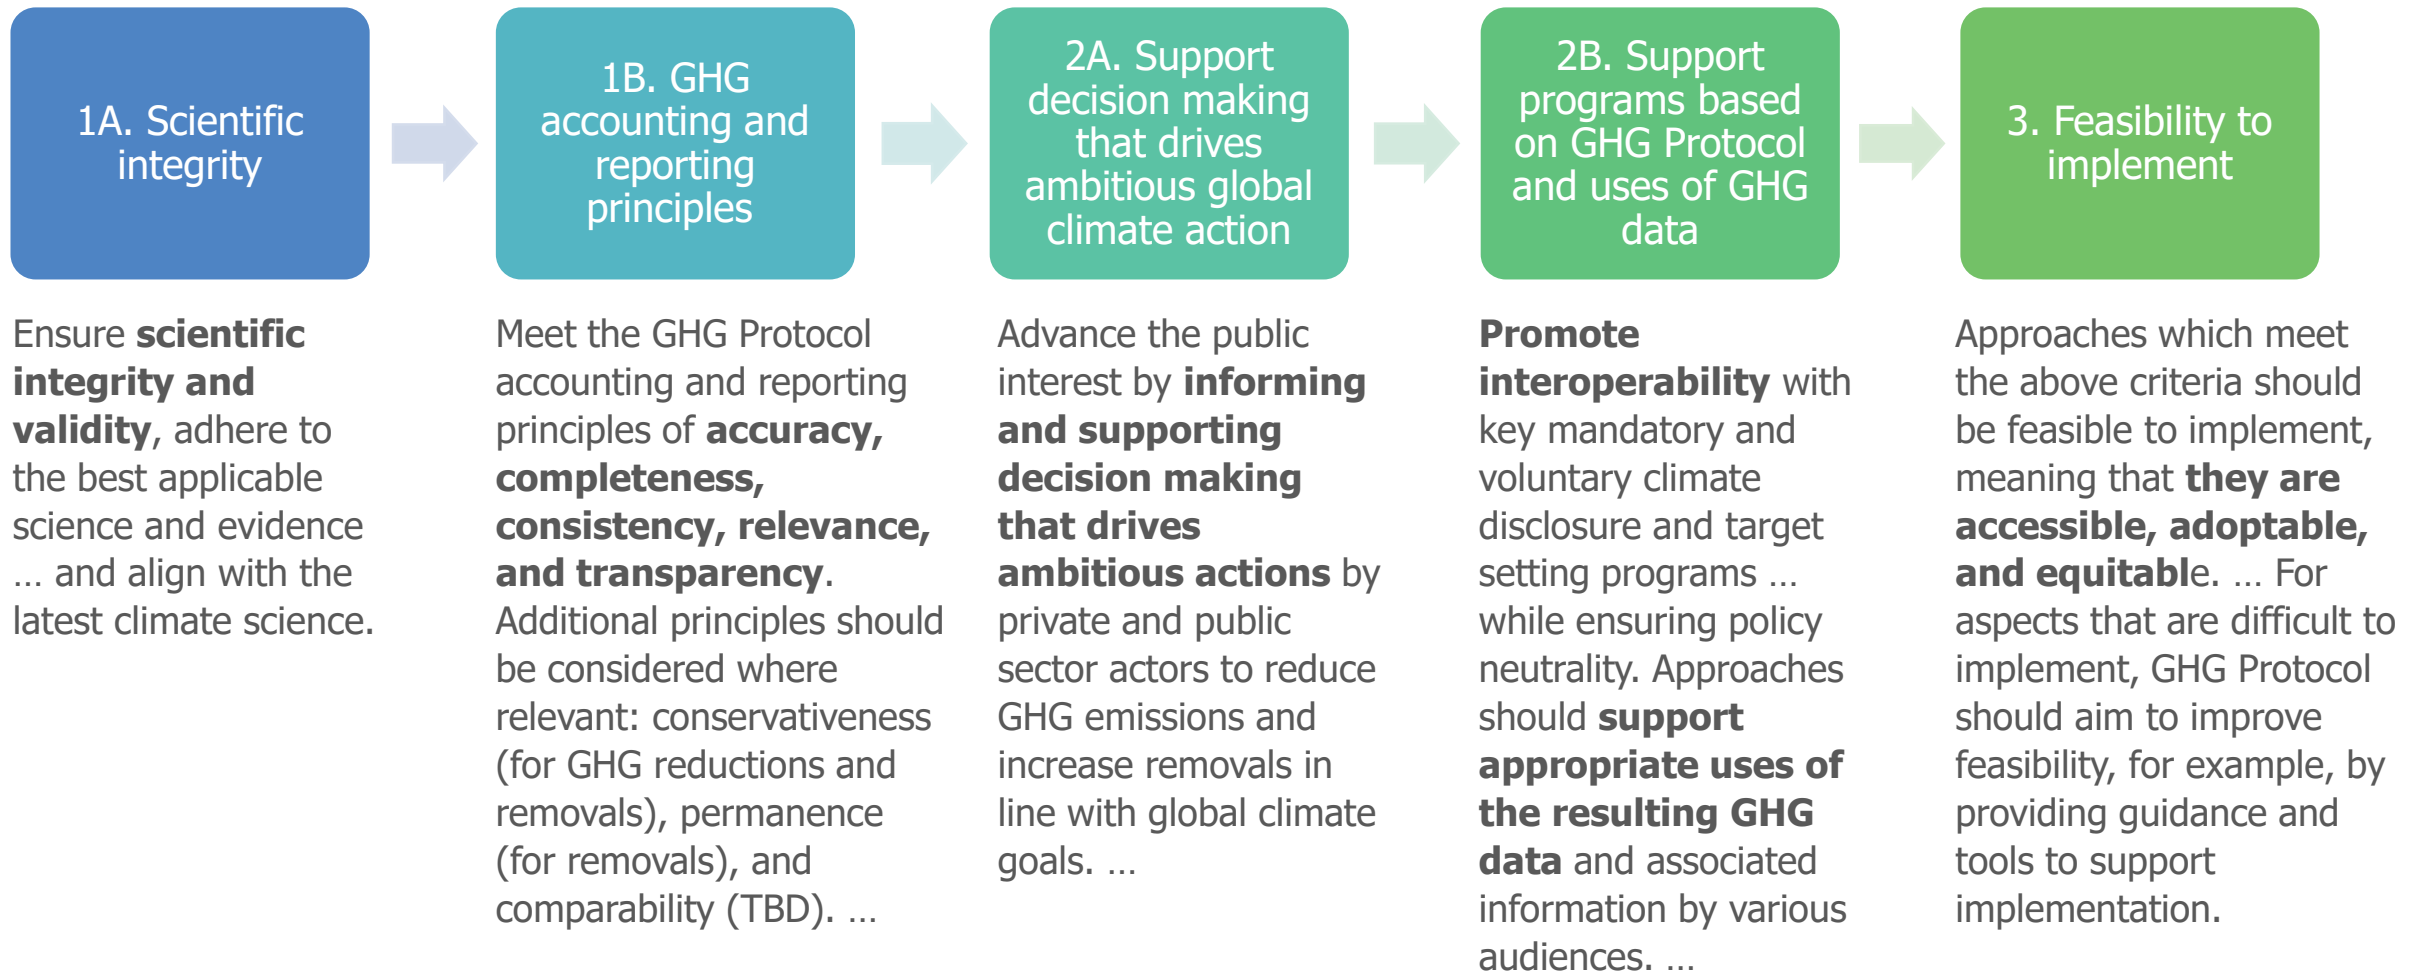 1A. Scientific
integrity
1B. GHG
accounting and
reporting
principles
2A. Support
decision making
that drives
ambitious global
climate action
2B. Support
programs based
on GHG Protocol
and uses of GHG
data
3. Feasibility to
implement
Ensure scientific
integrity and
validity, adhere to
the best applicable
science and evidence
… and align with the
latest climate science.
Meet the GHG Protocol
accounting and reporting
principles of accuracy,
completeness,
consistency, relevance,
and transparency.
Additional principles should
be considered where
relevant: conservativeness
(for GHG reductions and
removals), permanence
(for removals), and
comparability (TBD). …
Advance the public
interest by informing
and supporting
decision making
that drives
ambitious actions by
private and public
sector actors to reduce
GHG emissions and
increase removals in
line with global climate
goals. …
Promote
interoperability with
key mandatory and
voluntary climate
disclosure and target
setting programs …
while ensuring policy
neutrality. Approaches
should support
appropriate uses of
the resulting GHG
data and associated
information by various
audiences. …
Approaches which meet
the above criteria should
be feasible to implement,
meaning that they are
accessible, adoptable,
and equitable. … For
aspects that are difficult to
implement, GHG Protocol
should aim to improve
feasibility, for example, by
providing guidance and
tools to support
implementation.